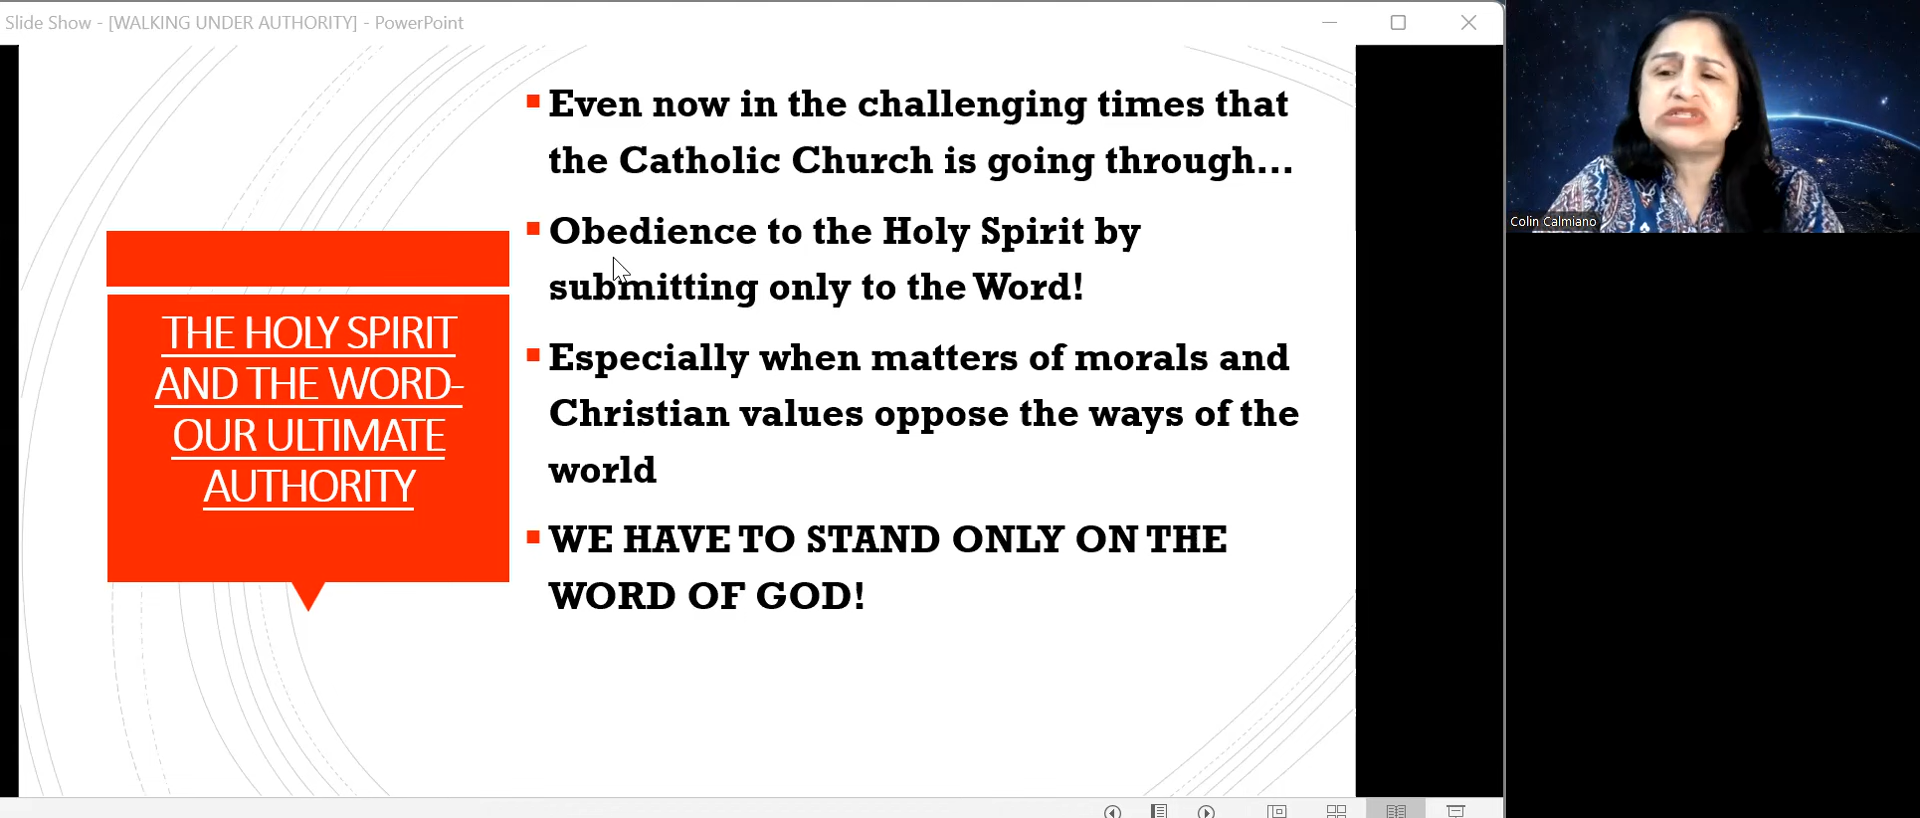 Slide Show - [WALKING UNDER AUTHORITY] - PowerPoint
THE HOLY SPIRIT
AND THE WORD-
OUR ULTIMATE
AUTHORITY
▪Even now in the challenging times that
the Catholic Church is going through...
▪Obedience to the Holy Spirit by
submitting only to the Word!
▪Especially when matters of morals and
Christian values oppose the ways of the
world
▪WE HAVE TO STAND ONLY ON THE
WORD OF GOD!
Colin Calmiano